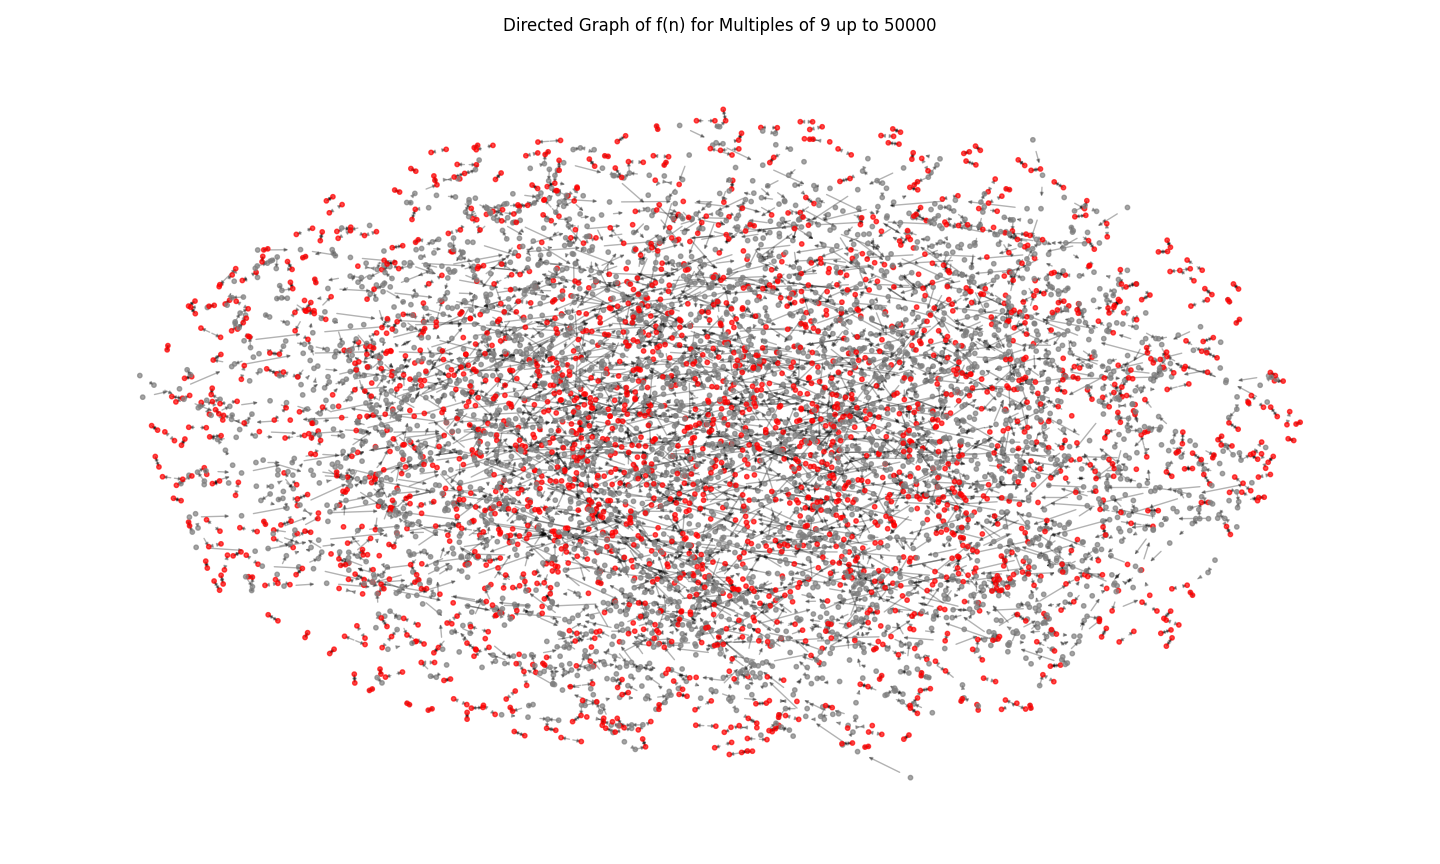 Directed Graph of f(n) for Multiples of 9 up to 50000